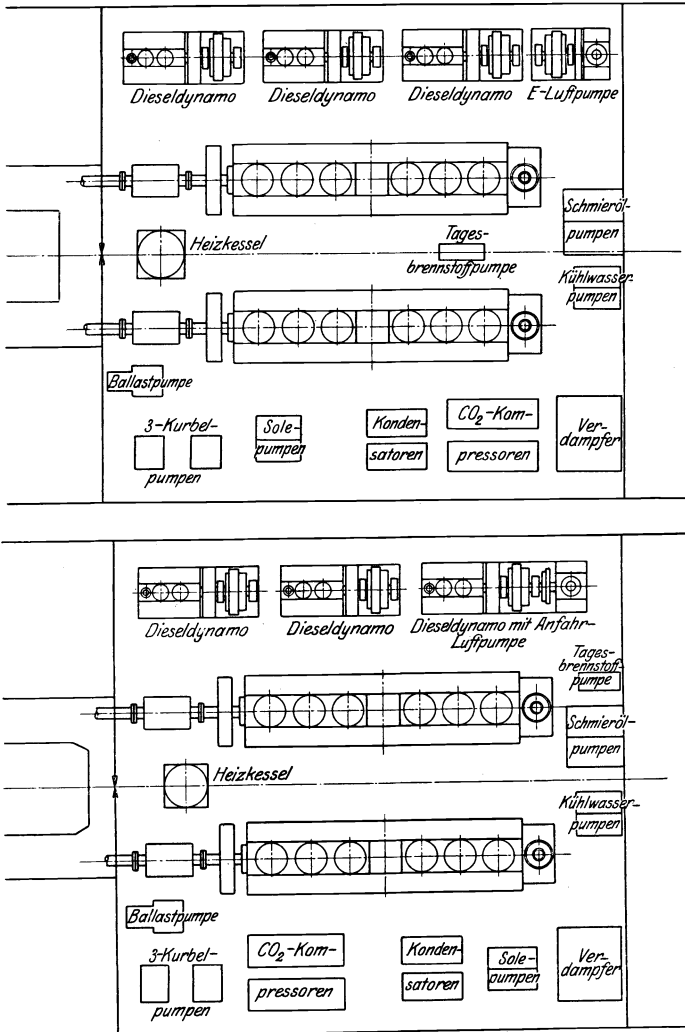 Dieseldynamo
Dieseldynamo
Dieseldynamo
E-Luftpumpe
Heizkessel
Tages-
brennstoffpumpe
Schmieröl-
pumpen
Kühlwasser-
pumpen
Ballastpumpe
3-Kurbel-
pumpen
Sole-
pumpen
Konden-
satoren
CO₂-Kom-
pressoren
Ver-
dampfer
Dieseldynamo
Dieseldynamo
Dieseldynamo mit Anfahr-
Luftpumpe
Tages-
brennstoff-
pumpe
Schmieröl-
pumpen
Heizkessel
Kühlwasser-
pumpen
Ballastpumpe
3-Kurbel-
pumpen
CO₂-Kom-
pressoren
Konden-
satoren
Sole-
pumpen
Ver-
dampfer